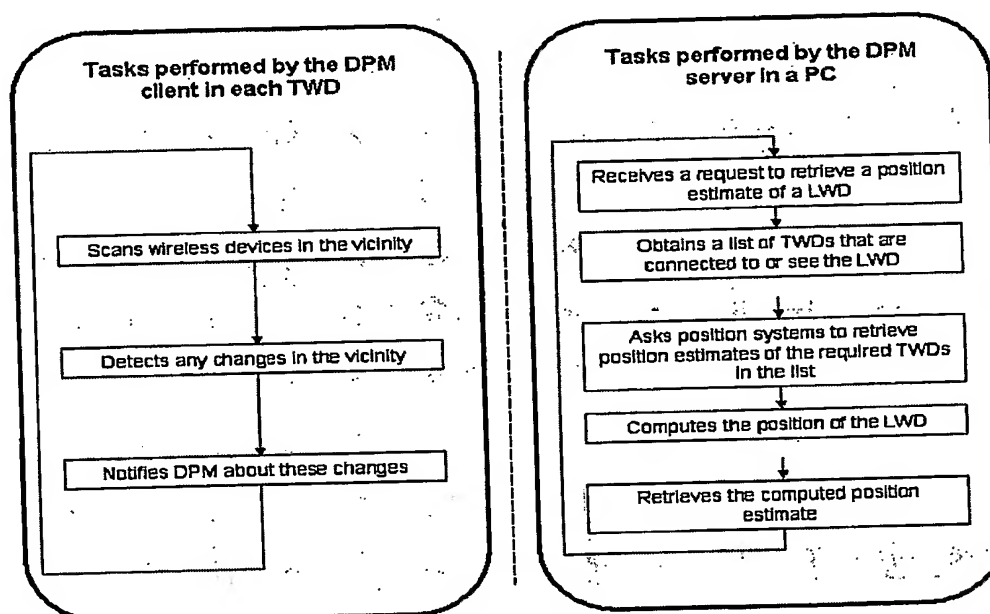 Tasks performed by the DPM
client in each TWD
Scans wireless devices in the vicinity
Detects any changes in the vicinity
Notifies DPM about these changes
Tasks performed by the DPM
server in a PC
Receives a request to retrieve a position
estimate of a LWD
Obtains a list of TWDs that are
connected to or see the LWD
Asks position systems to retrieve
position estimates of the required TWDs
in the list
Computes the position of the LWD
Retrieves the computed position
estimate